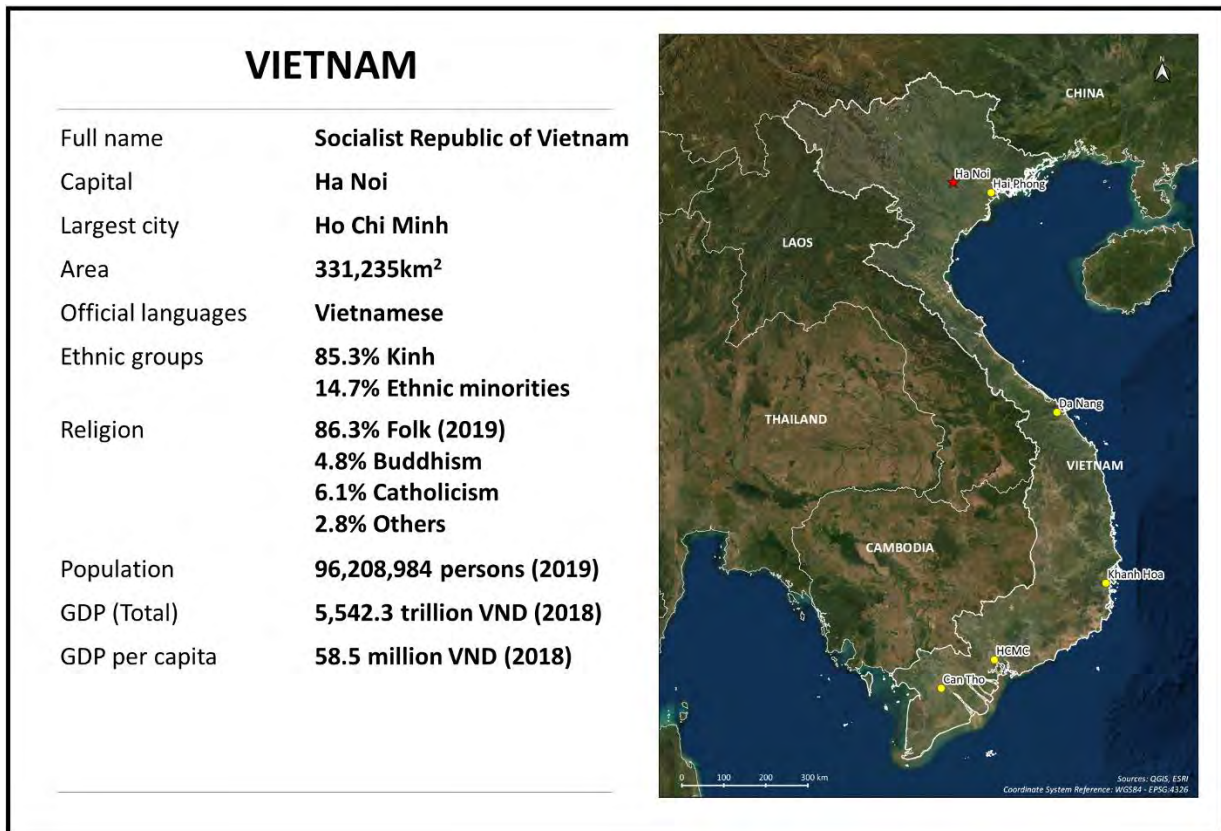 VIETNAM
Full name Socialist Republic of Vietnam
Capital Ha Noi
Largest city Ho Chi Minh
Area 331,235km²
Official languages Vietnamese
Ethnic groups 85.3% Kinh
14.7% Ethnic minorities
Religion 86.3% Folk (2019)
4.8% Buddhism
6.1% Catholicism
2.8% Others
Population 96,208,984 persons (2019)
GDP (Total) 5,542.3 trillion VND (2018)
GDP per capita 58.5 million VND (2018)
N
CHINA
Ha Noi
Hai Phong
LAOS
Da Nang
THAILAND
VIETNAM
CAMBODIA
Khanh Hoa
HCMC
Can Tho
0 100 200 300 km
Sources: QGIS, ESRI
Coordinate System Reference: WGS84 - EPSG:4326